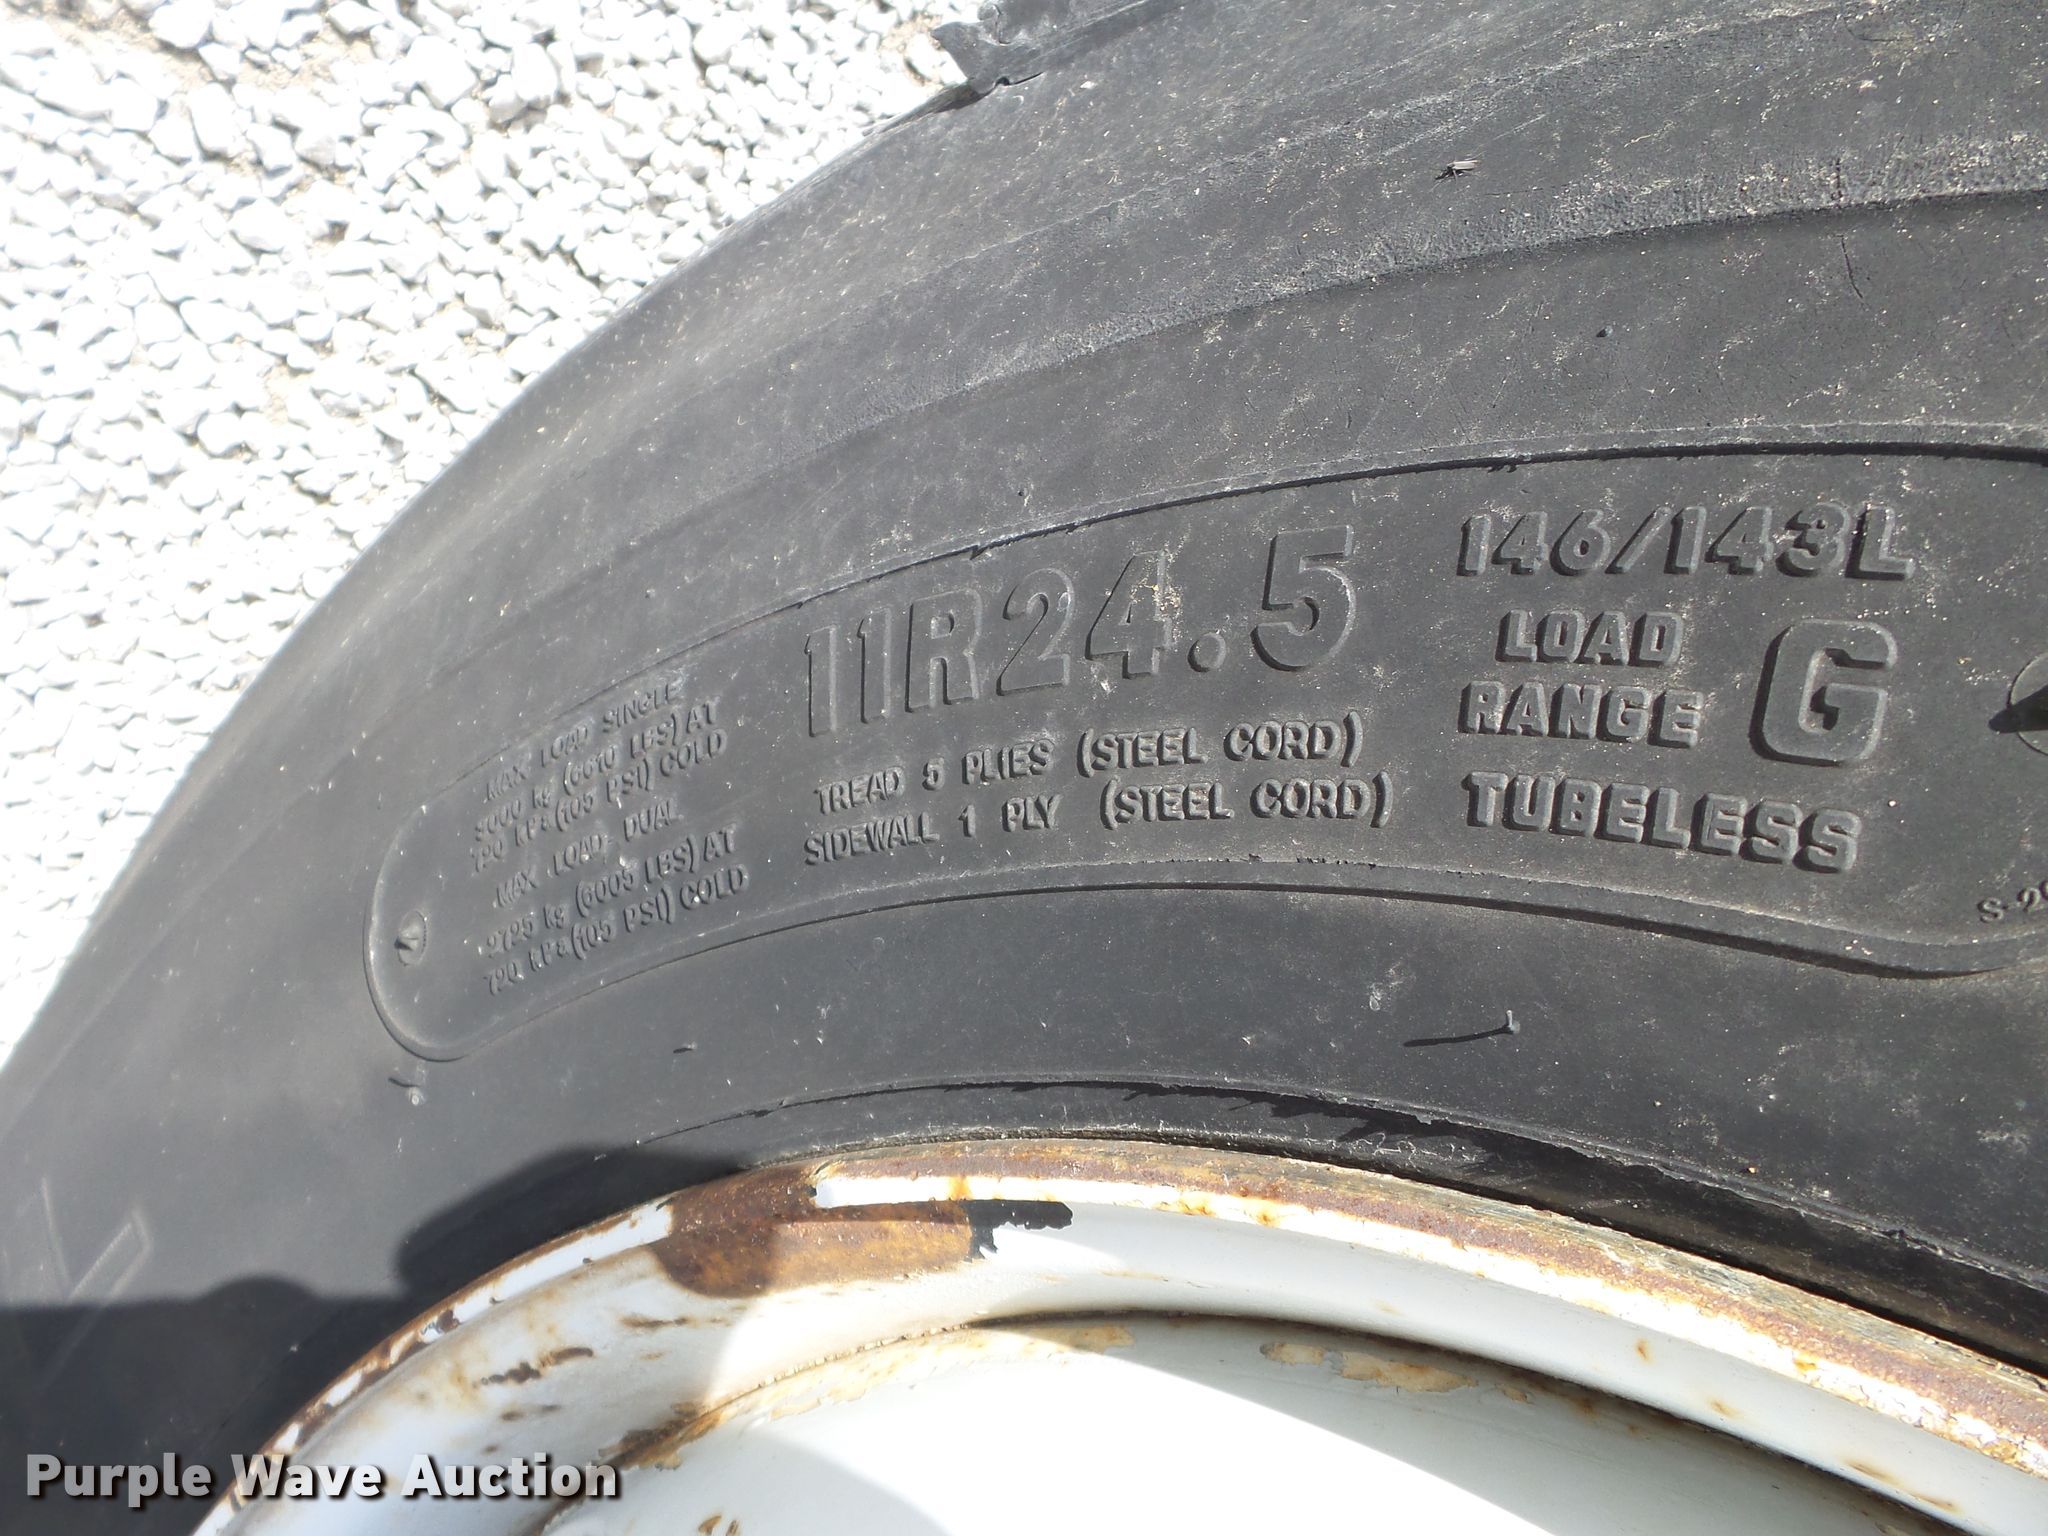 MAX LOAD SINGLE
3000 kg (6610 LBS) AT
720 kPa (105 PSI) COLD
MAX LOAD DUAL
2725 kg (6005 LBS) AT
720 kPa (105 PSI) COLD
11R24.5
TREAD 5 PLIES (STEEL CORD)
SIDEWALL 1 PLY (STEEL CORD)
146/143L
LOAD
RANGE G
TUBELESS
Purple Wave Auction